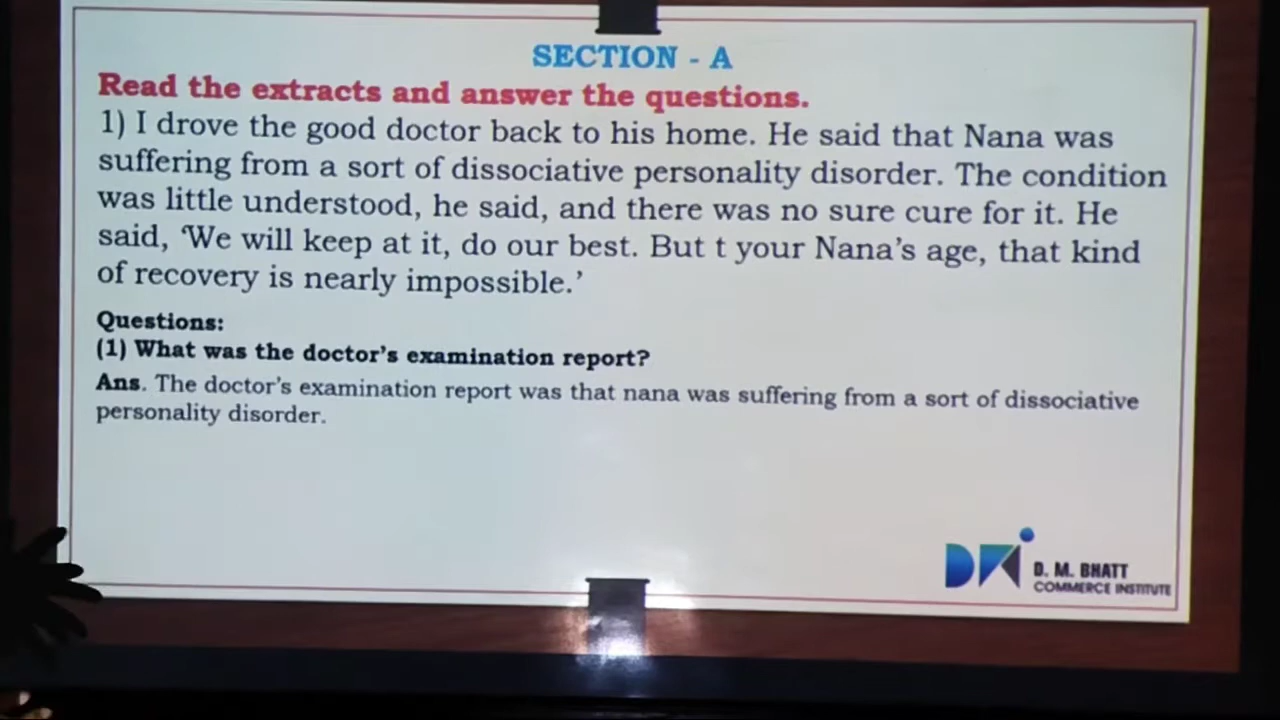 SECTION - A
Read the extracts and answer the questions.
1) I drove the good doctor back to his home. He said that Nana was
suffering from a sort of dissociative personality disorder. The condition
was little understood, he said, and there was no sure cure for it. He
said, ‘We will keep at it, do our best. But t your Nana’s age, that kind
of recovery is nearly impossible.’
Questions:
(1) What was the doctor’s examination report?
Ans. The doctor’s examination report was that nana was suffering from a sort of dissociative
personality disorder.
D. M. BHATT
COMMERCE INSTITUTE